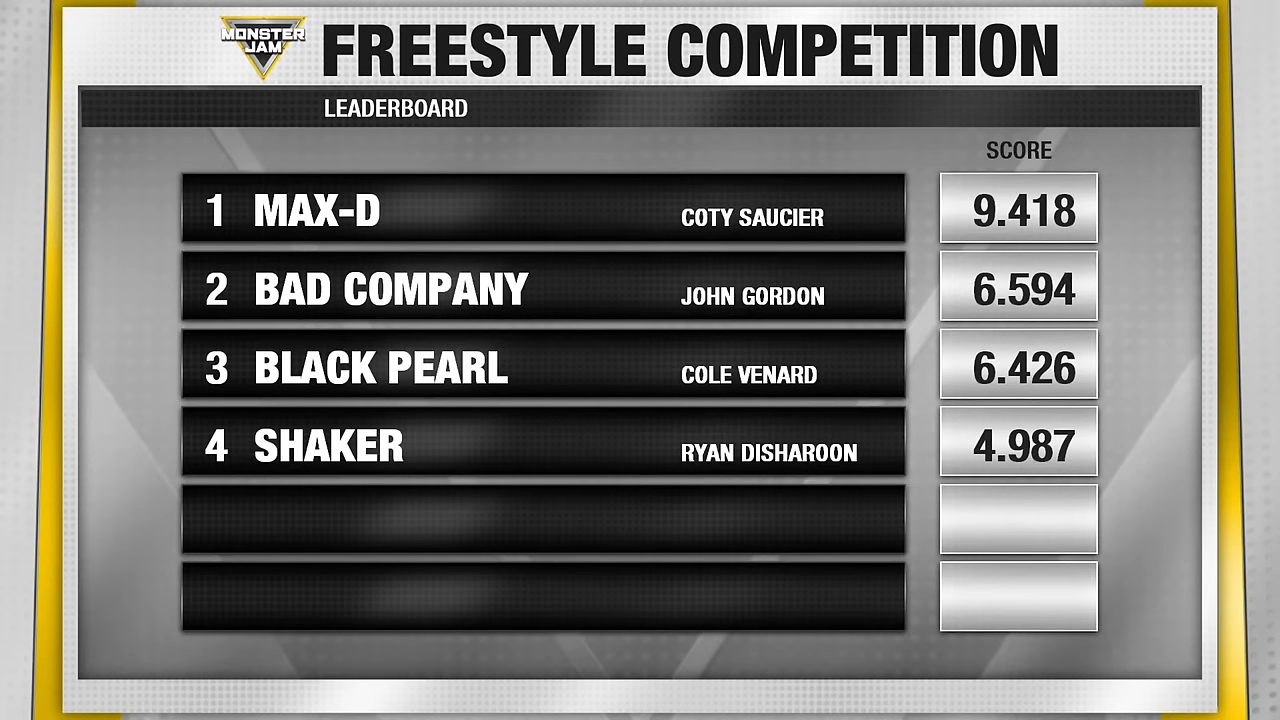 MONSTER
JAM
FREESTYLE COMPETITION
LEADERBOARD
SCORE
1 MAX-D COTY SAUCIER 9.418
2 BAD COMPANY JOHN GORDON 6.594
3 BLACK PEARL COLE VENARD 6.426
4 SHAKER RYAN DISHAROON 4.987